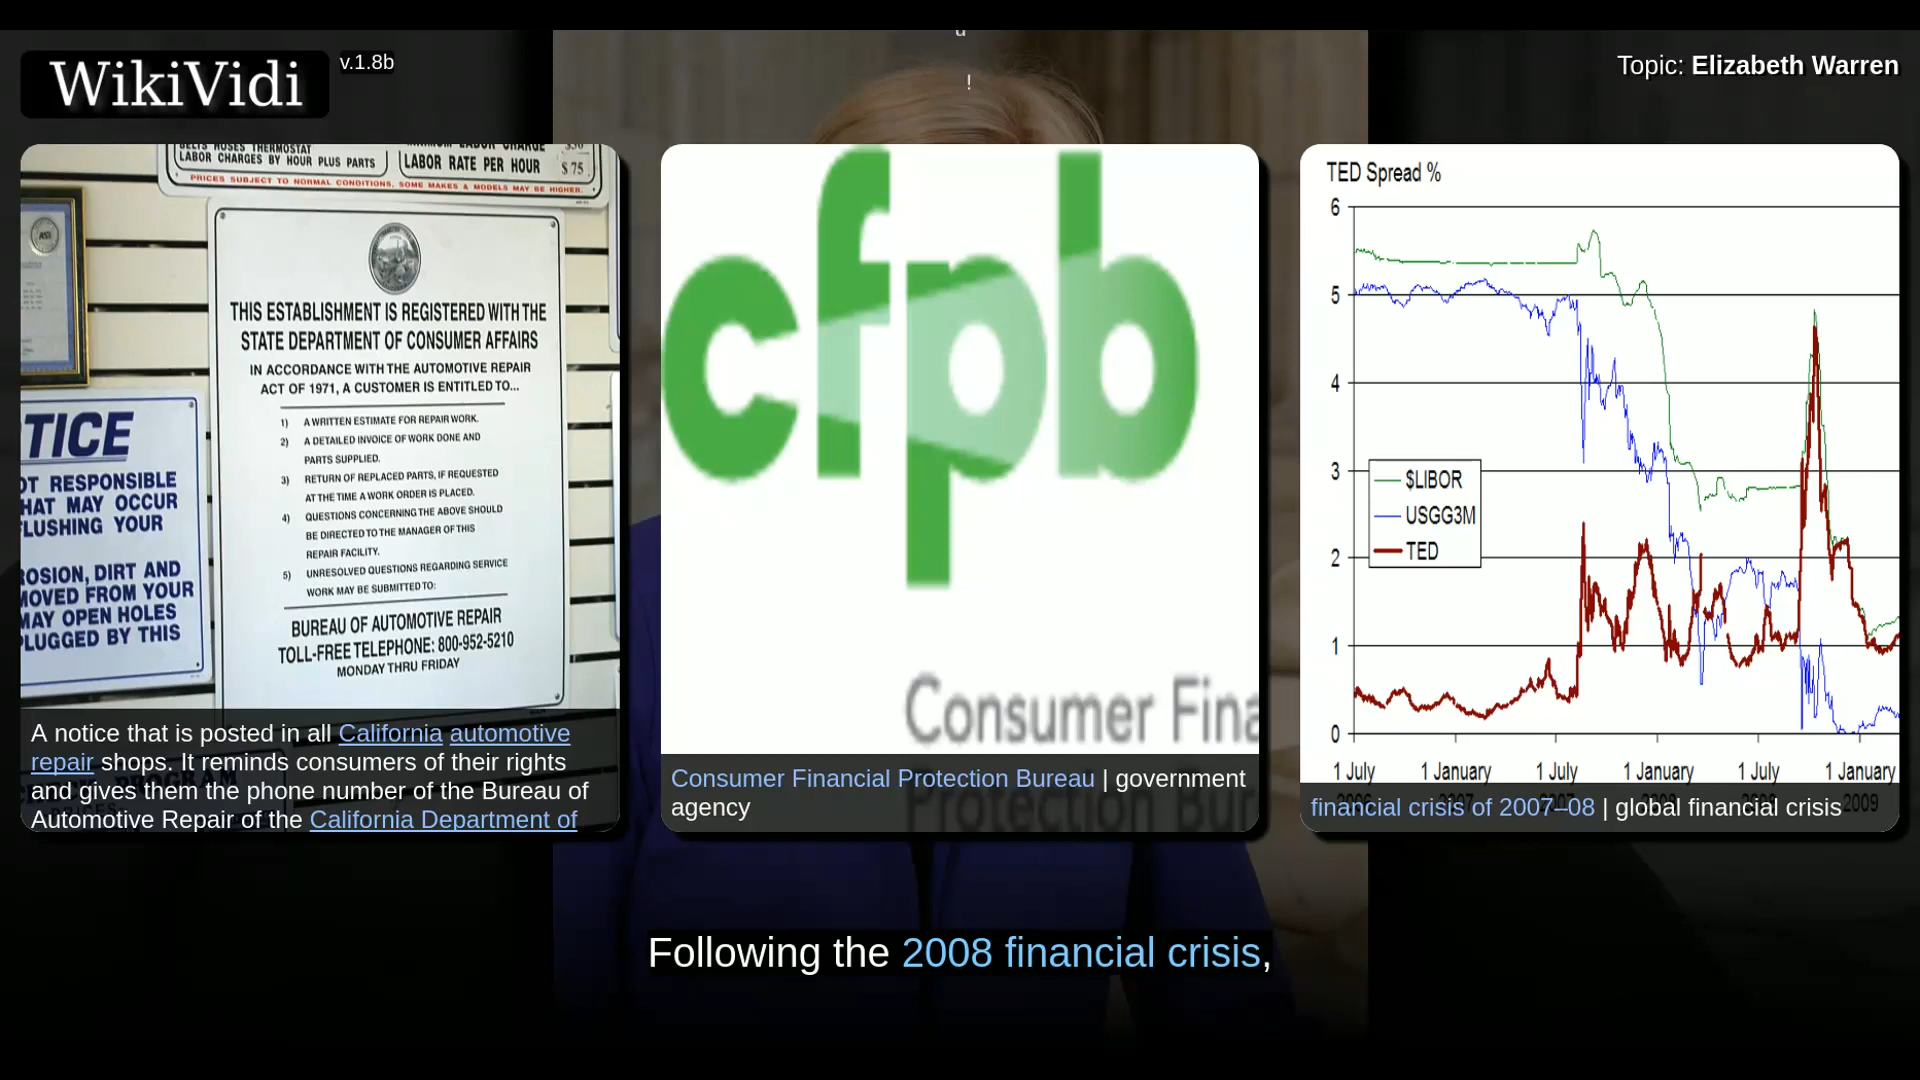 WikiVidi
v.1.8b
Topic: Elizabeth Warren
LABOR CHARGES BY HOUR PLUS PARTS
LABOR RATE PER HOUR $75
PRICES SUBJECT TO NORMAL CONDITIONS, SOME MAKES & MODELS MAY BE HIGHER.
THIS ESTABLISHMENT IS REGISTERED WITH THE
STATE DEPARTMENT OF CONSUMER AFFAIRS
IN ACCORDANCE WITH THE AUTOMOTIVE REPAIR
ACT OF 1971, A CUSTOMER IS ENTITLED TO...
1) A WRITTEN ESTIMATE FOR REPAIR WORK.
2) A DETAILED INVOICE OF WORK DONE AND
PARTS SUPPLIED.
3) RETURN OF REPLACED PARTS, IF REQUESTED
AT THE TIME A WORK ORDER IS PLACED.
4) QUESTIONS CONCERNING THE ABOVE SHOULD
BE DIRECTED TO THE MANAGER OF THIS
REPAIR FACILITY.
5) UNRESOLVED QUESTIONS REGARDING SERVICE
WORK MAY BE SUBMITTED TO:
BUREAU OF AUTOMOTIVE REPAIR
TOLL-FREE TELEPHONE: 800-952-5210
MONDAY THRU FRIDAY
TICE
OT RESPONSIBLE
HAT MAY OCCUR
LUSHING YOUR
ROSION, DIRT AND
MOVED FROM YOUR
MAY OPEN HOLES
PLUGGED BY THIS
A notice that is posted in all California automotive
repair shops. It reminds consumers of their rights
and gives them the phone number of the Bureau of
Automotive Repair of the California Department of
cfpb
Consumer Fina
Protection Bur
Consumer Financial Protection Bureau | government
agency
TED Spread %
6
5
4
3
2
1
0
$LIBOR
USGG3M
TED
1 July 1 January 1 July 1 January 1 July 1 January
2009
financial crisis of 2007–08 | global financial crisis
Following the 2008 financial crisis,